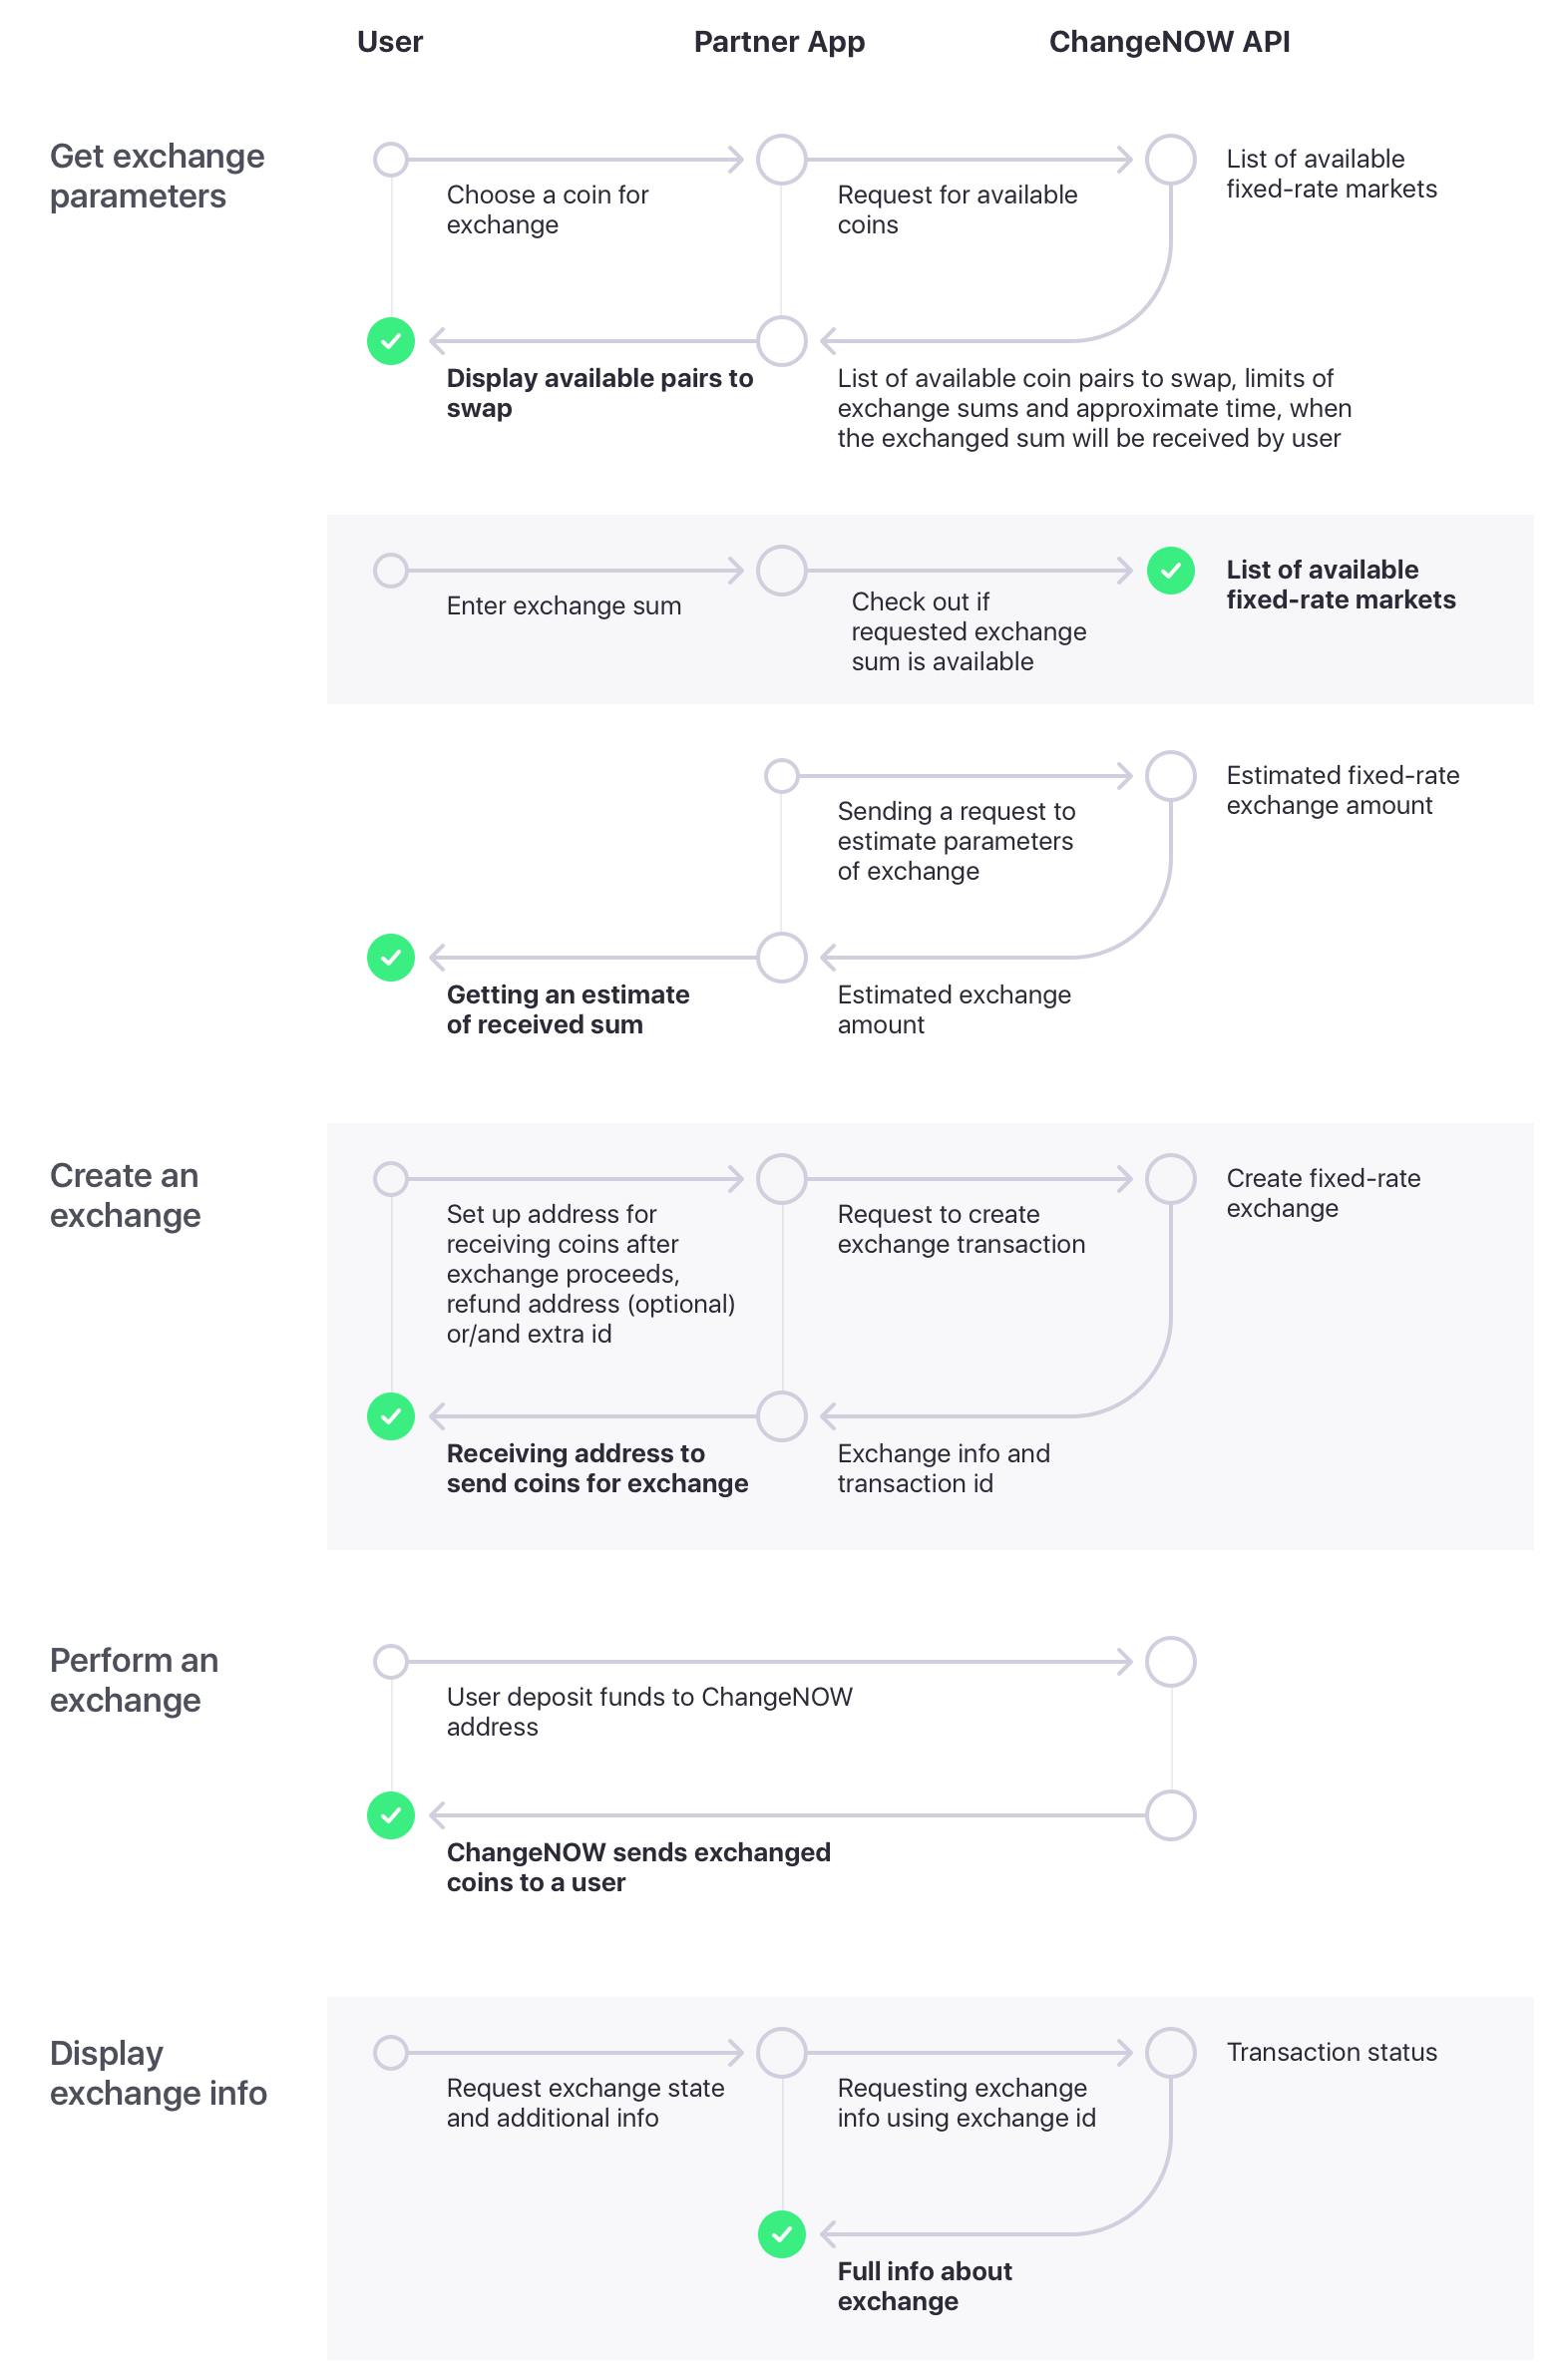 User
Partner App
ChangeNOW API
Get exchange
parameters
Choose a coin for
exchange
Request for available
coins
List of available
fixed-rate markets
Display available pairs to
swap
List of available coin pairs to swap, limits of
exchange sums and approximate time, when
the exchanged sum will be received by user
Enter exchange sum
Check out if
requested exchange
sum is available
List of available
fixed-rate markets
Sending a request to
estimate parameters
of exchange
Estimated fixed-rate
exchange amount
Getting an estimate
of received sum
Estimated exchange
amount
Create an
exchange
Set up address for
receiving coins after
exchange proceeds,
refund address (optional)
or/and extra id
Request to create
exchange transaction
Create fixed-rate
exchange
Receiving address to
send coins for exchange
Exchange info and
transaction id
Perform an
exchange
User deposit funds to ChangeNOW
address
ChangeNOW sends exchanged
coins to a user
Display
exchange info
Request exchange state
and additional info
Requesting exchange
info using exchange id
Transaction status
Full info about
exchange